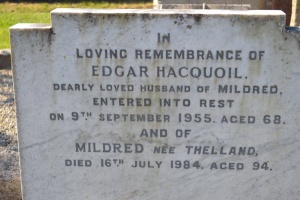 IN
LOVING REMEMBRANCE OF
EDGAR HACQUOIL.
DEARLY LOVED HUSBAND OF MILDRED.
ENTERED INTO REST
ON 9TH SEPTEMBER 1955. AGED 68.
AND OF
MILDRED NÉE THELLAND,
DIED 16TH JULY 1984. AGED 94.